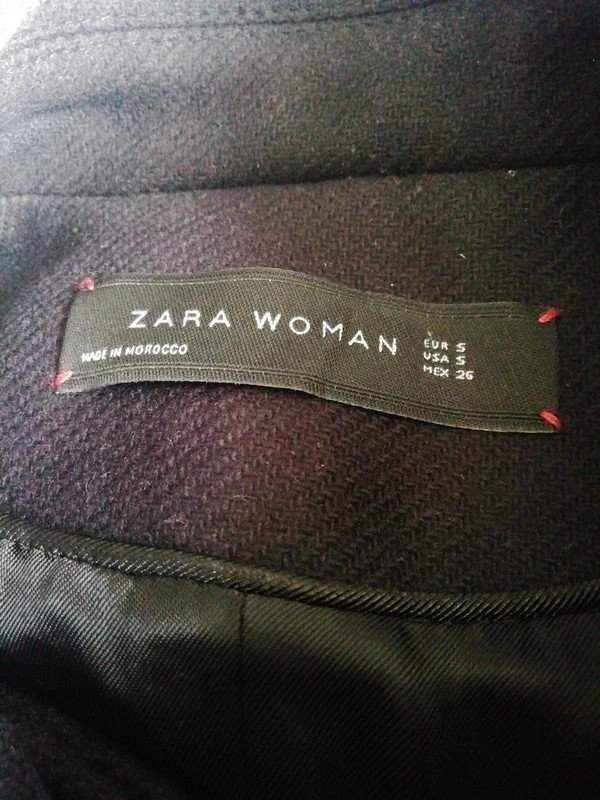 ZARA WOMAN
MADE IN MOROCCO
EUR S
USA S
MEX 26